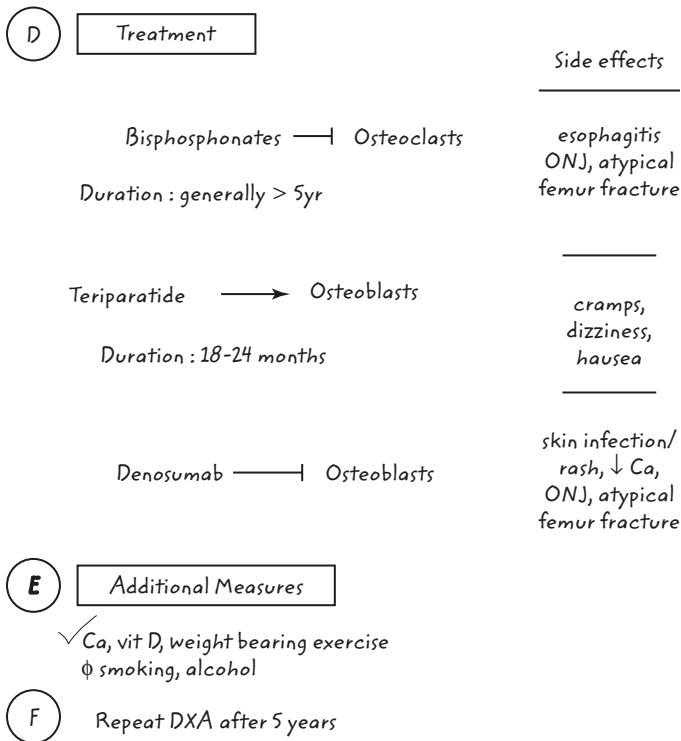 D Treatment
Side effects
Bisphosphonates Osteoclasts
esophagitis
ONJ, atypical
femur fracture
Duration : generally > 5yr
Teriparatide Osteoblasts
Duration : 18-24 months
cramps,
dizziness,
hausea
Denosumab Osteoblasts
skin infection/
rash, ↓ Ca,
ONJ, atypical
femur fracture
E Additional Measures
✓ Ca, vit D, weight bearing exercise
ϕ smoking, alcohol
F Repeat DXA after 5 years